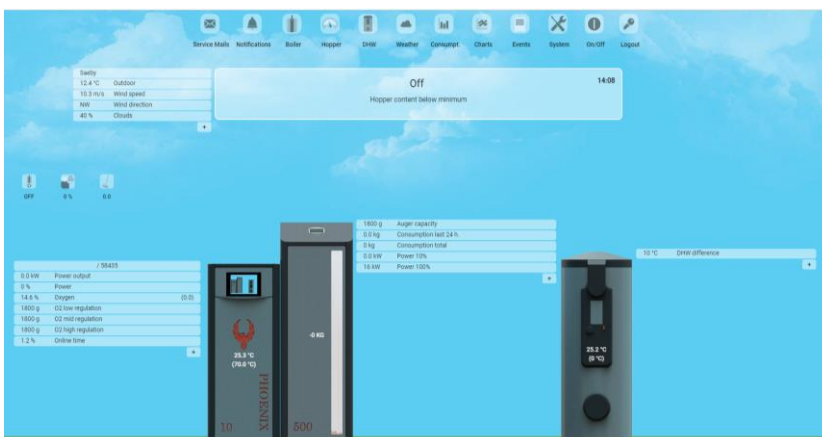 Service Mails Notifications Boiler Hopper DHW Weather Consumpt. Charts Events System On/Off Logout
Saeby
12.4 °C Outdoor
10.3 m/s Wind speed
NW Wind direction
40 % Clouds
+
Off
14:08
Hopper content below minimum
OFF 0 % 0.0
/ 58435
0.0 kW Power output
0 % Power
14.6 % Oxygen (0.0)
1800 g O2 low regulation
1800 g O2 mid regulation
1800 g O2 high regulation
1.2 % Online time
+
25.3 °C
(70.0 °C)
PHOENIX
10
-0 KG
500
1800 g Auger capacity
0.0 kg Consumption last 24 h.
0 kg Consumption total
0.0 kW Power 10%
16 kW Power 100%
+
25.2 °C
(0 °C)
10 °C DHW difference
+